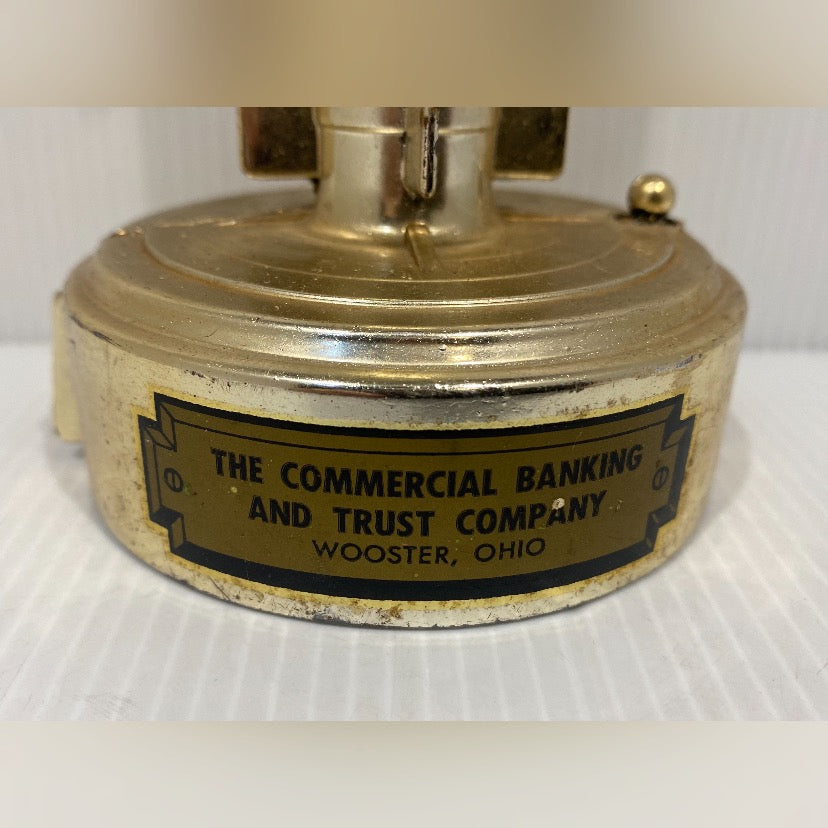 THE COMMERCIAL BANKING
AND TRUST COMPANY
WOOSTER, OHIO